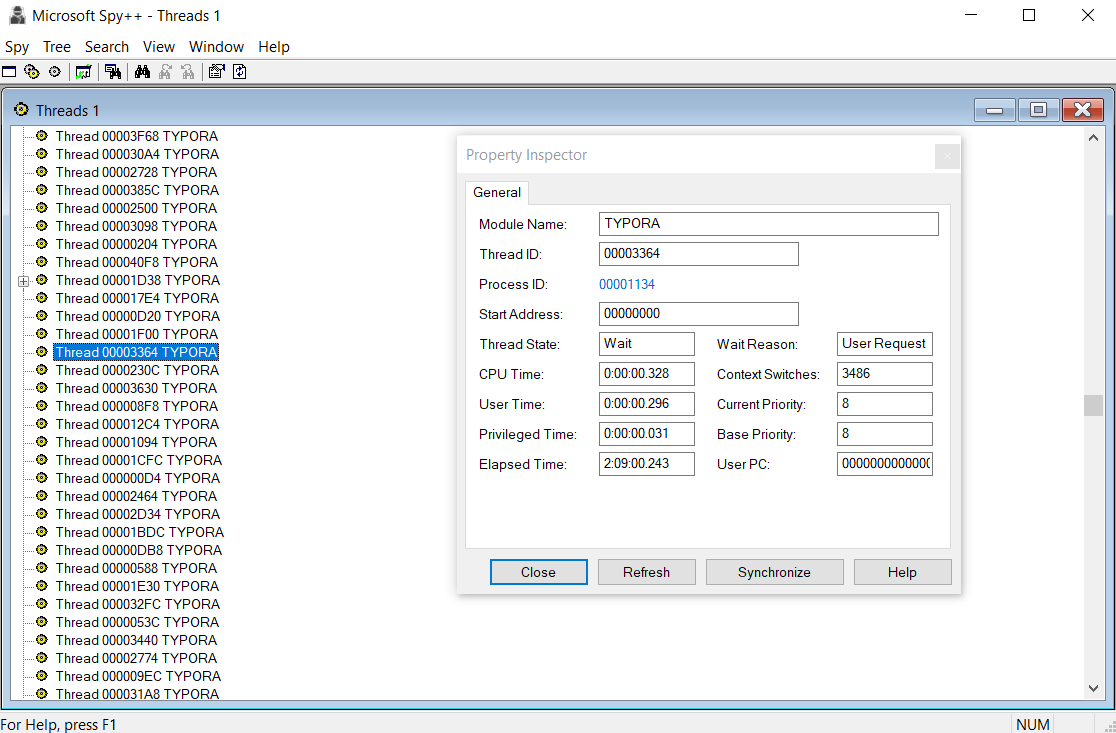 Microsoft Spy++ - Threads 1
Spy Tree Search View Window Help
Threads 1
Thread 00003F68 TYPORA
Thread 000030A4 TYPORA
Thread 00002728 TYPORA
Thread 0000385C TYPORA
Thread 00002500 TYPORA
Thread 00003098 TYPORA
Thread 00000204 TYPORA
Thread 000040F8 TYPORA
Thread 00001D38 TYPORA
Thread 000017E4 TYPORA
Thread 00000D20 TYPORA
Thread 00001F00 TYPORA
Thread 00003364 TYPORA
Thread 0000230C TYPORA
Thread 00003630 TYPORA
Thread 000008F8 TYPORA
Thread 000012C4 TYPORA
Thread 00001094 TYPORA
Thread 00001CFC TYPORA
Thread 000000D4 TYPORA
Thread 00002464 TYPORA
Thread 00002D34 TYPORA
Thread 00001BDC TYPORA
Thread 00000DB8 TYPORA
Thread 00000588 TYPORA
Thread 00001E30 TYPORA
Thread 000032FC TYPORA
Thread 0000053C TYPORA
Thread 00003440 TYPORA
Thread 00002774 TYPORA
Thread 000009EC TYPORA
Thread 000031A8 TYPORA
Property Inspector
General
Module Name: TYPORA
Thread ID: 00003364
Process ID: 00001134
Start Address: 00000000
Thread State: Wait Wait Reason: User Request
CPU Time: 0:00:00.328 Context Switches: 3486
User Time: 0:00:00.296 Current Priority: 8
Privileged Time: 0:00:00.031 Base Priority: 8
Elapsed Time: 2:09:00.243 User PC: 000000000000(
Close Refresh Synchronize Help
For Help, press F1 NUM